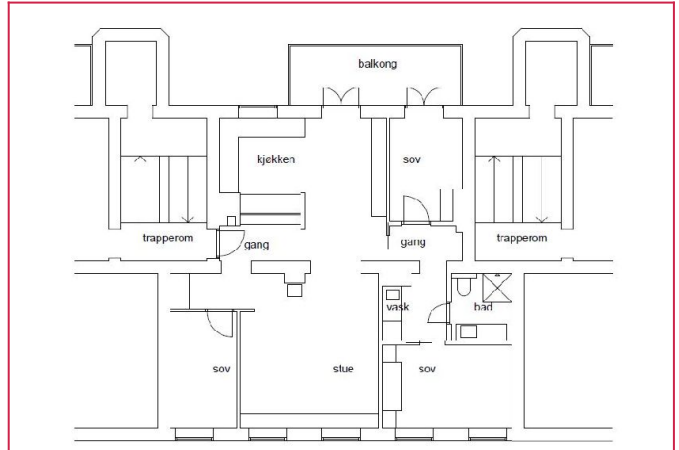 balkong
kjøkken
sov
trapperom
gang
gang
trapperom
vask
bad
sov
stue
sov